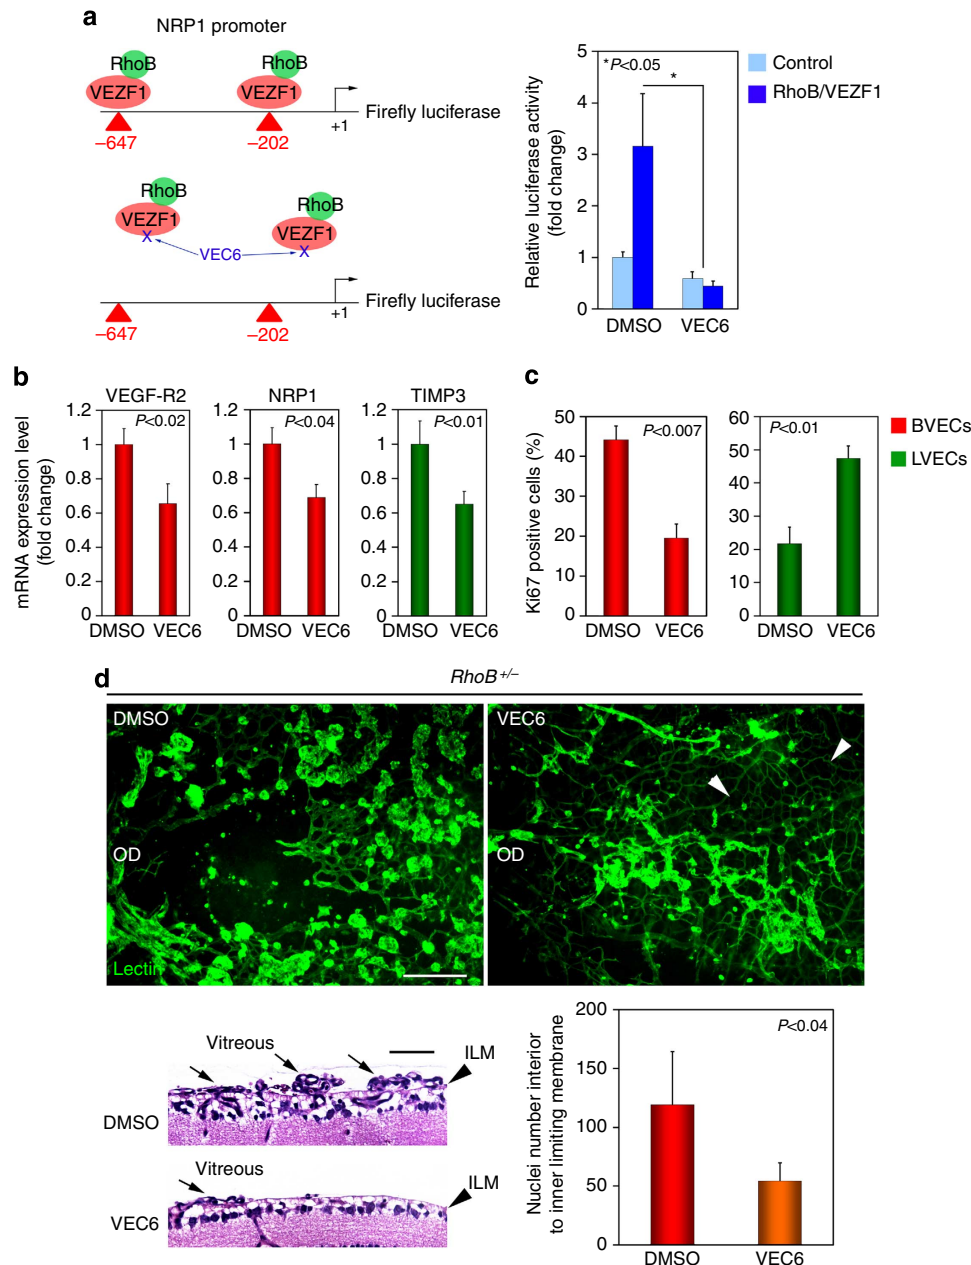 a
NRP1 promoter
RhoB
RhoB
VEZF1
VEZF1
Firefly luciferase
+1
–647
–202
RhoB
RhoB
VEZF1
VEZF1
X
X
VEC6
Firefly luciferase
+1
–647
–202
Relative luciferase activity
(fold change)
5
4
3
2
1
0
*P<0.05
*
DMSO
VEC6
Control
RhoB/VEZF1
b
mRNA expression level
(fold change)
VEGF-R2
1.2
1
0.8
0.6
0.4
0.2
0
P<0.02
DMSO
VEC6
NRP1
1.2
1
0.8
0.6
0.4
0.2
0
P<0.04
DMSO
VEC6
TIMP3
1.2
1
0.8
0.6
0.4
0.2
0
P<0.01
DMSO
VEC6
c
Ki67 positive cells (%)
50
40
30
20
10
0
P<0.007
DMSO
VEC6
60
50
40
30
20
10
0
P<0.01
DMSO
VEC6
BVECs
LVECs
d
RhoB+/–
DMSO
OD
Lectin
VEC6
OD
Vitreous
ILM
DMSO
Vitreous
ILM
VEC6
Nuclei number interior
to inner limiting membrane
200
150
100
50
0
P<0.04
DMSO
VEC6